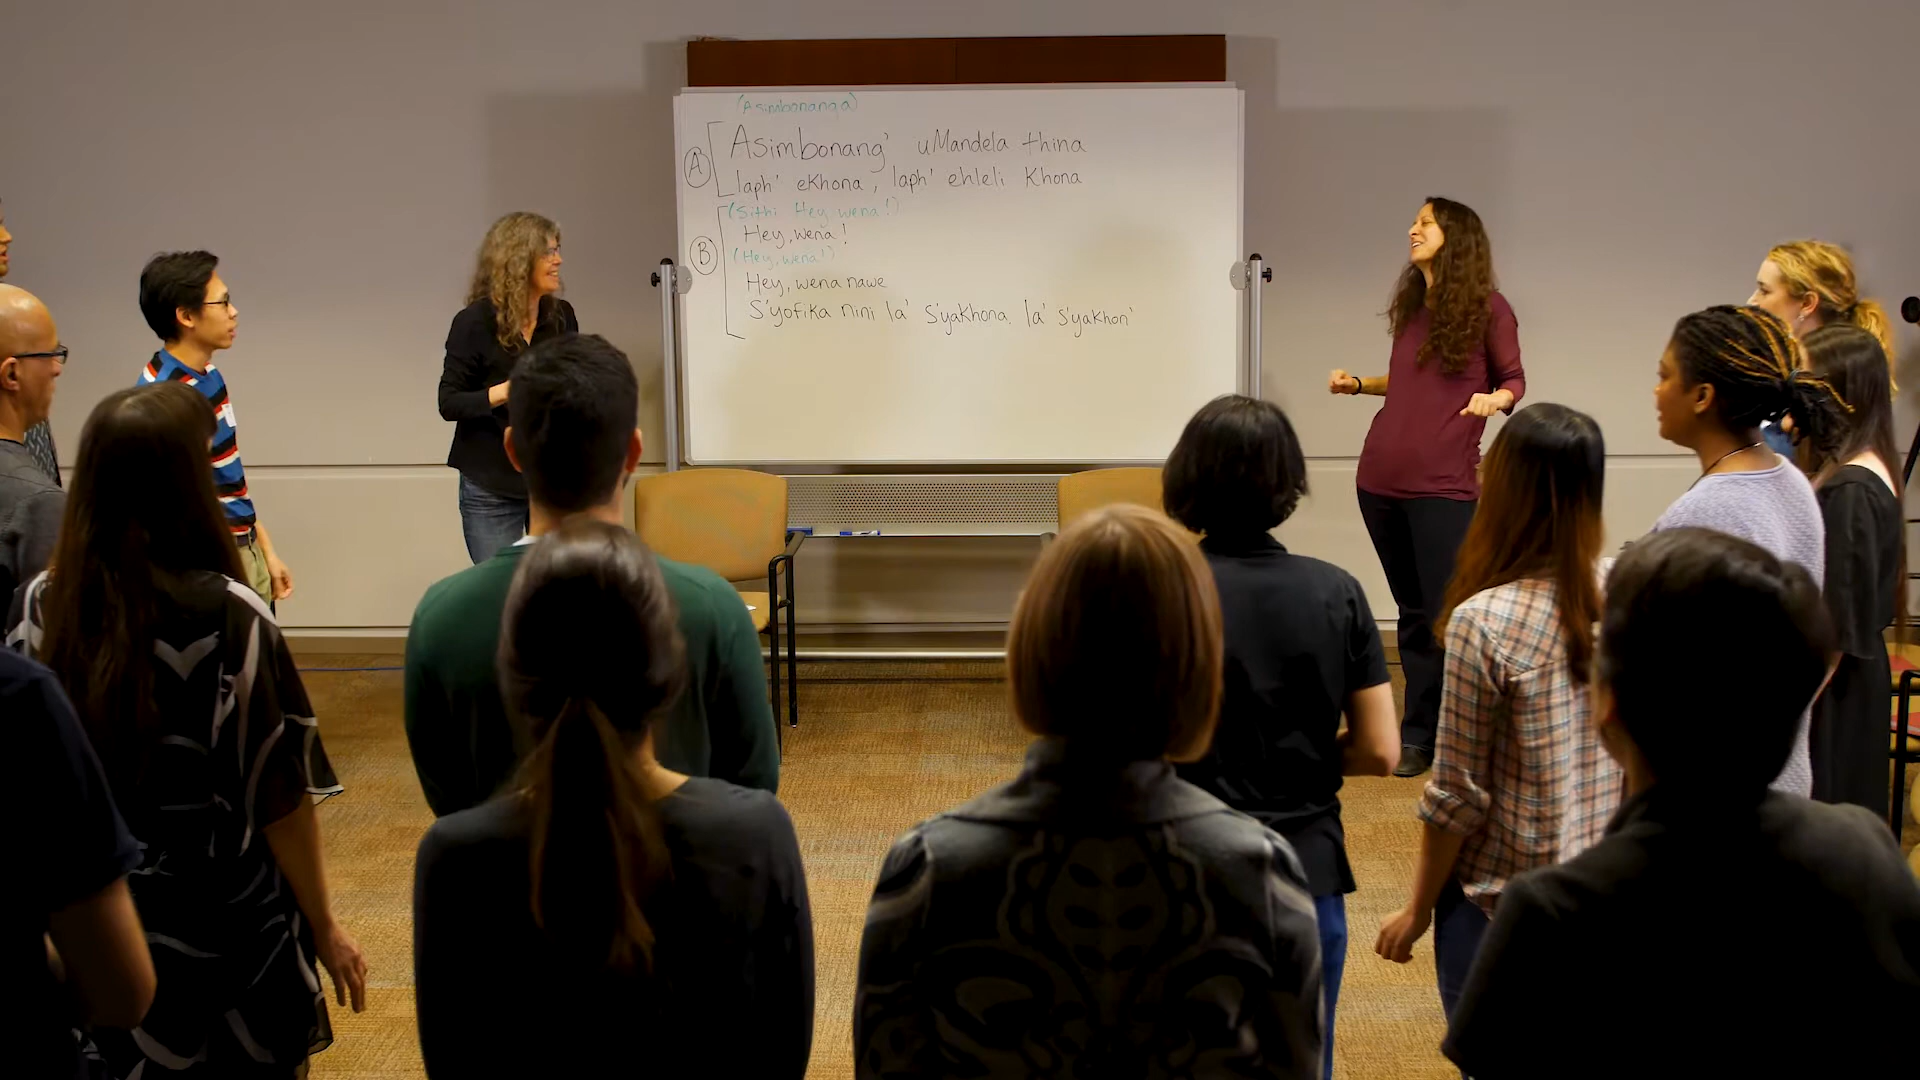 (Asimbonanga)
A Asimbonang' uMandela thina
laph' ekhona, laph' ehleli Khona
(Sithi Hey, wena!)
B Hey, wena!
(Hey, wena!)
Hey, wena nawe
S'yofika nini la' S'yakhona, la' s'yakhon'